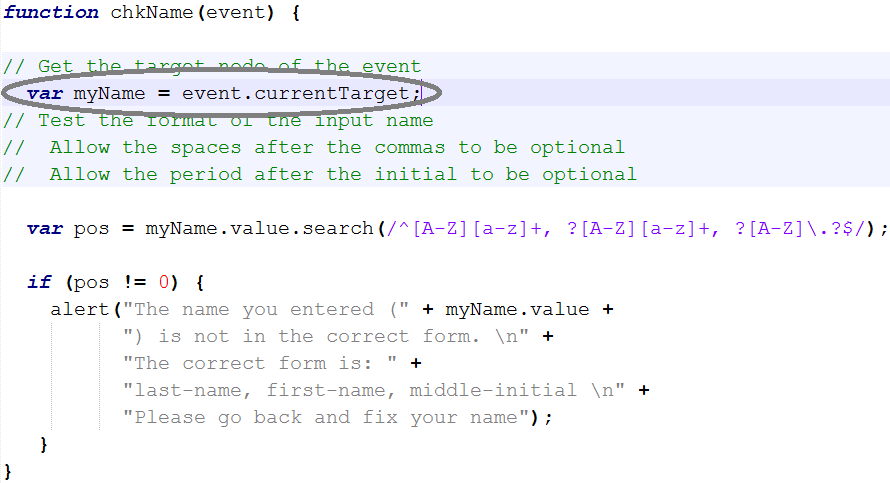 function chkName(event) {
// Get the target node of the event
var myName = event.currentTarget;
// Test the format of the input name
//  Allow the spaces after the commas to be optional
//  Allow the period after the initial to be optional
var pos = myName.value.search(/^[A-Z][a-z]+, ?[A-Z][a-z]+, ?[A-Z]\.?$/);
if (pos != 0) {
alert("The name you entered (" + myName.value +
") is not in the correct form. \n" +
"The correct form is: " +
"last-name, first-name, middle-initial \n" +
"Please go back and fix your name");
}
}